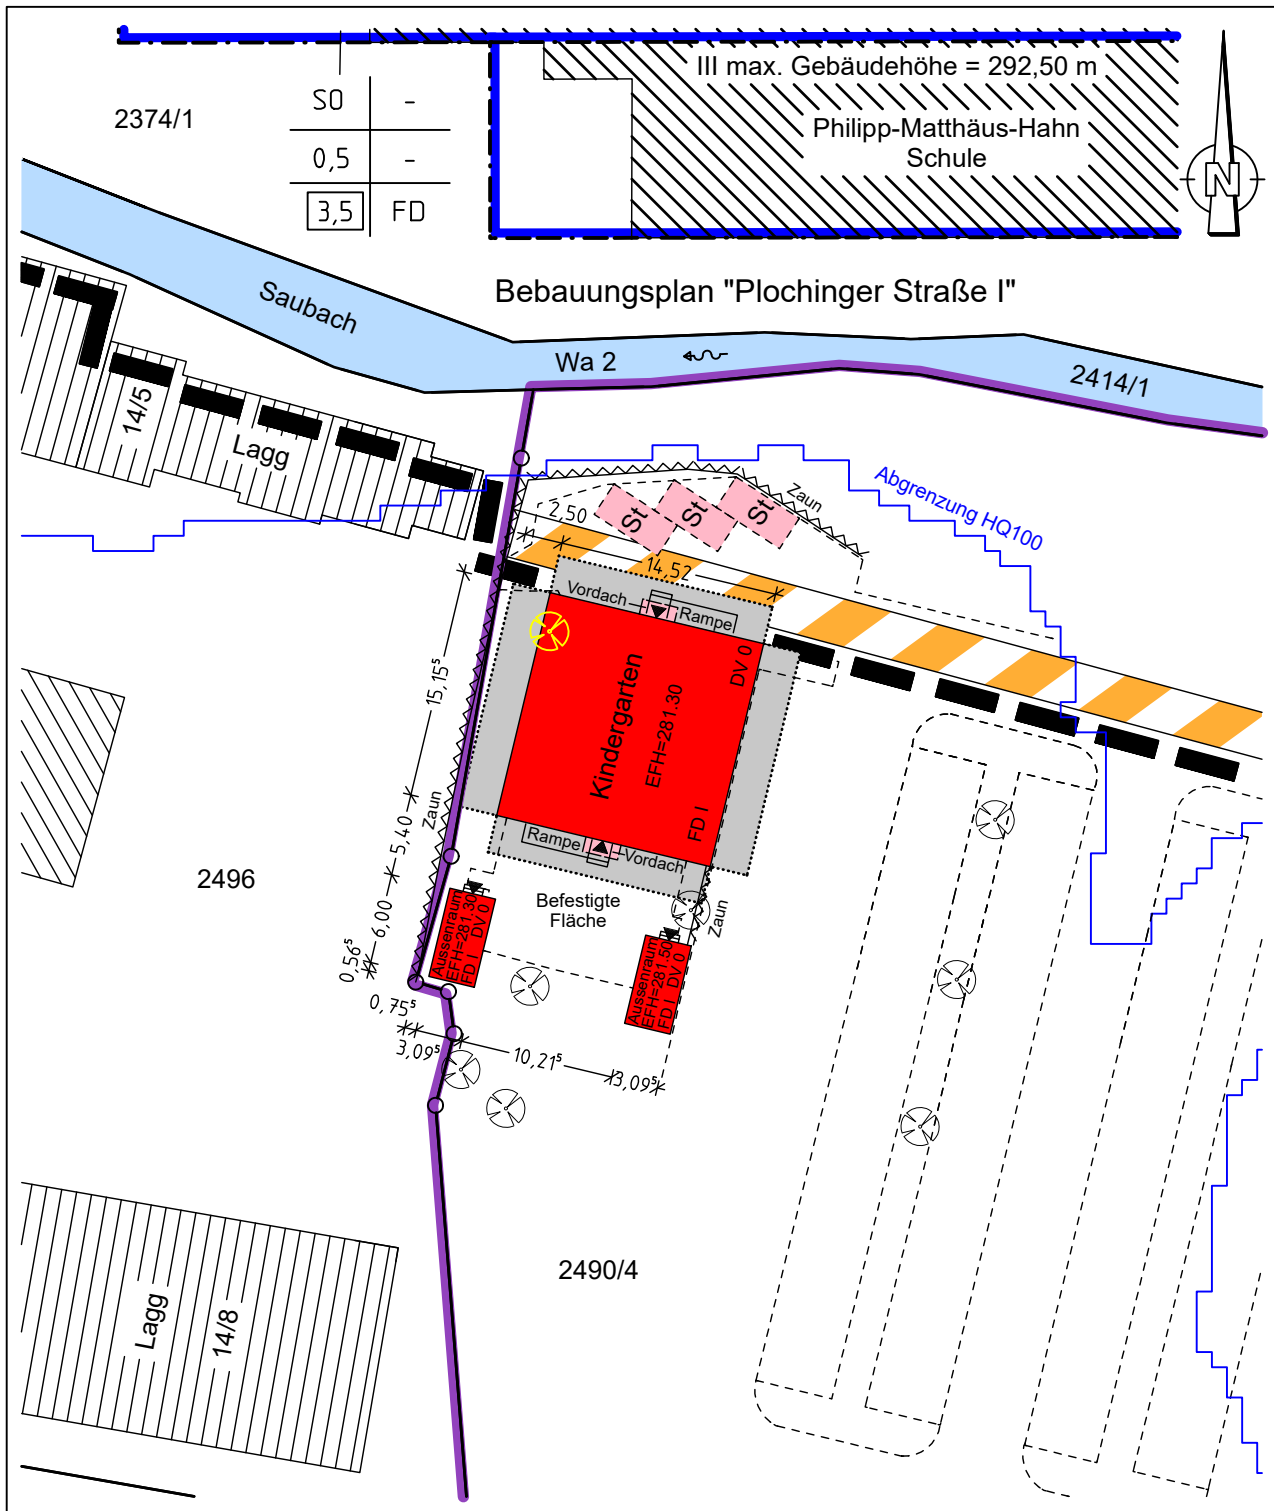 III max. Gebäudehöhe = 292,50 m
Philipp-Matthäus-Hahn
Schule
N
2374/1
SO -
0,5 -
3,5 FD
Bebauungsplan "Plochinger Straße I"
Saubach
Wa 2
2414/1
14/5
Lagg
Zaun
Abgrenzung HQ100
St
St
St
2,50
14,52
Vordach
Rampe
15,15⁵
Kindergarten
EFH=281.30
DV 0
FD I
Zaun
5,40
Rampe
Vordach
2496
6,00
0,56⁵
Aussenraum
EFH=281.30
FD I DV 0
Befestigte
Fläche
Zaun
Aussenraum
EFH=281.50
FD I DV 0
0,75⁵
3,09⁵
10,21⁵
3,09⁵
2490/4
Lagg
14/8